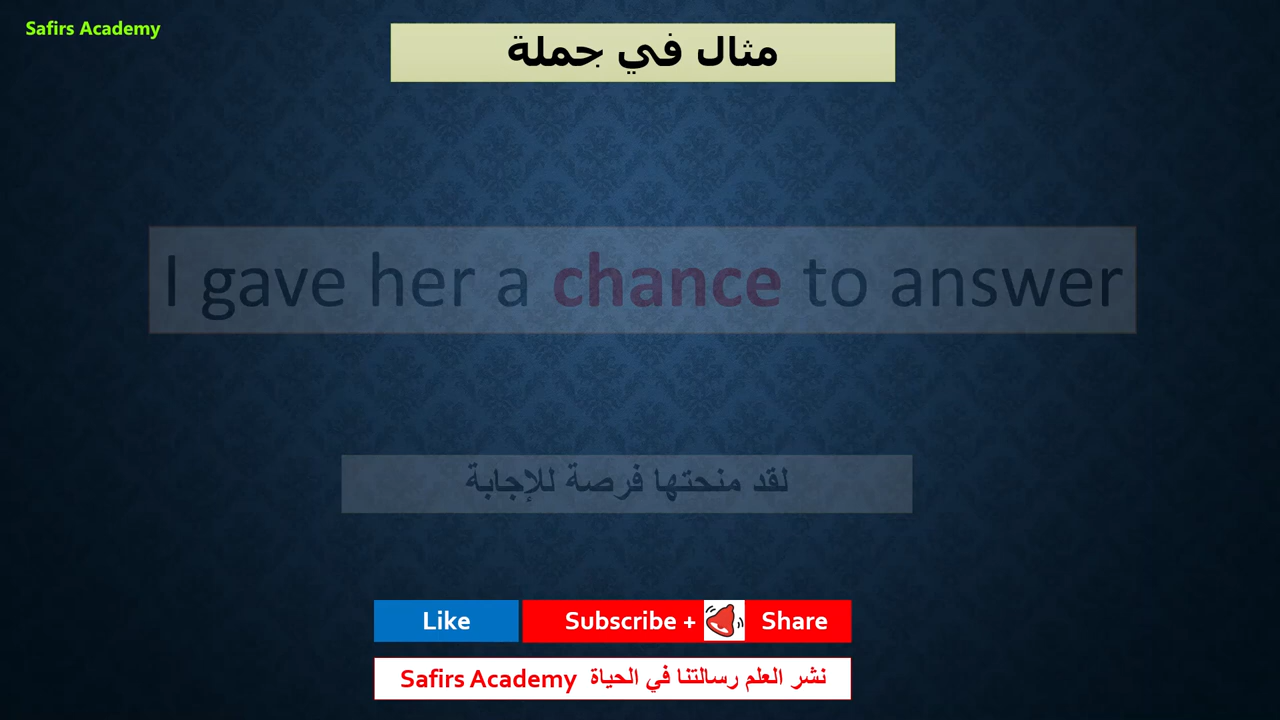 Safirs Academy
مثال في جملة
I gave her a chance to answer
لقد منحتها فرصة للإجابة
Like
Subscribe +
Share
نشر العلم رسالتنا في الحياة Safirs Academy